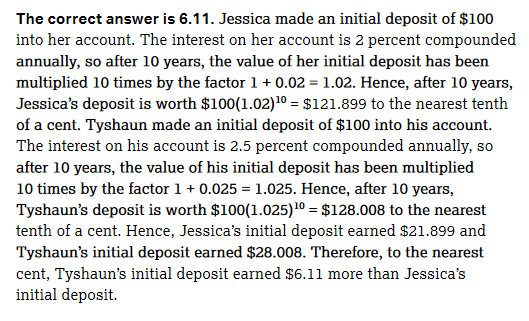 The correct answer is 6.11. Jessica made an initial deposit of $100
into her account. The interest on her account is 2 percent compounded
annually, so after 10 years, the value of her initial deposit has been
multiplied 10 times by the factor 1 + 0.02 = 1.02. Hence, after 10 years,
Jessica’s deposit is worth $100(1.02)¹⁰ = $121.899 to the nearest tenth
of a cent. Tyshaun made an initial deposit of $100 into his account.
The interest on his account is 2.5 percent compounded annually, so
after 10 years, the value of his initial deposit has been multiplied
10 times by the factor 1 + 0.025 = 1.025. Hence, after 10 years,
Tyshaun’s deposit is worth $100(1.025)¹⁰ = $128.008 to the nearest
tenth of a cent. Hence, Jessica’s initial deposit earned $21.899 and
Tyshaun’s initial deposit earned $28.008. Therefore, to the nearest
cent, Tyshaun’s initial deposit earned $6.11 more than Jessica’s
initial deposit.